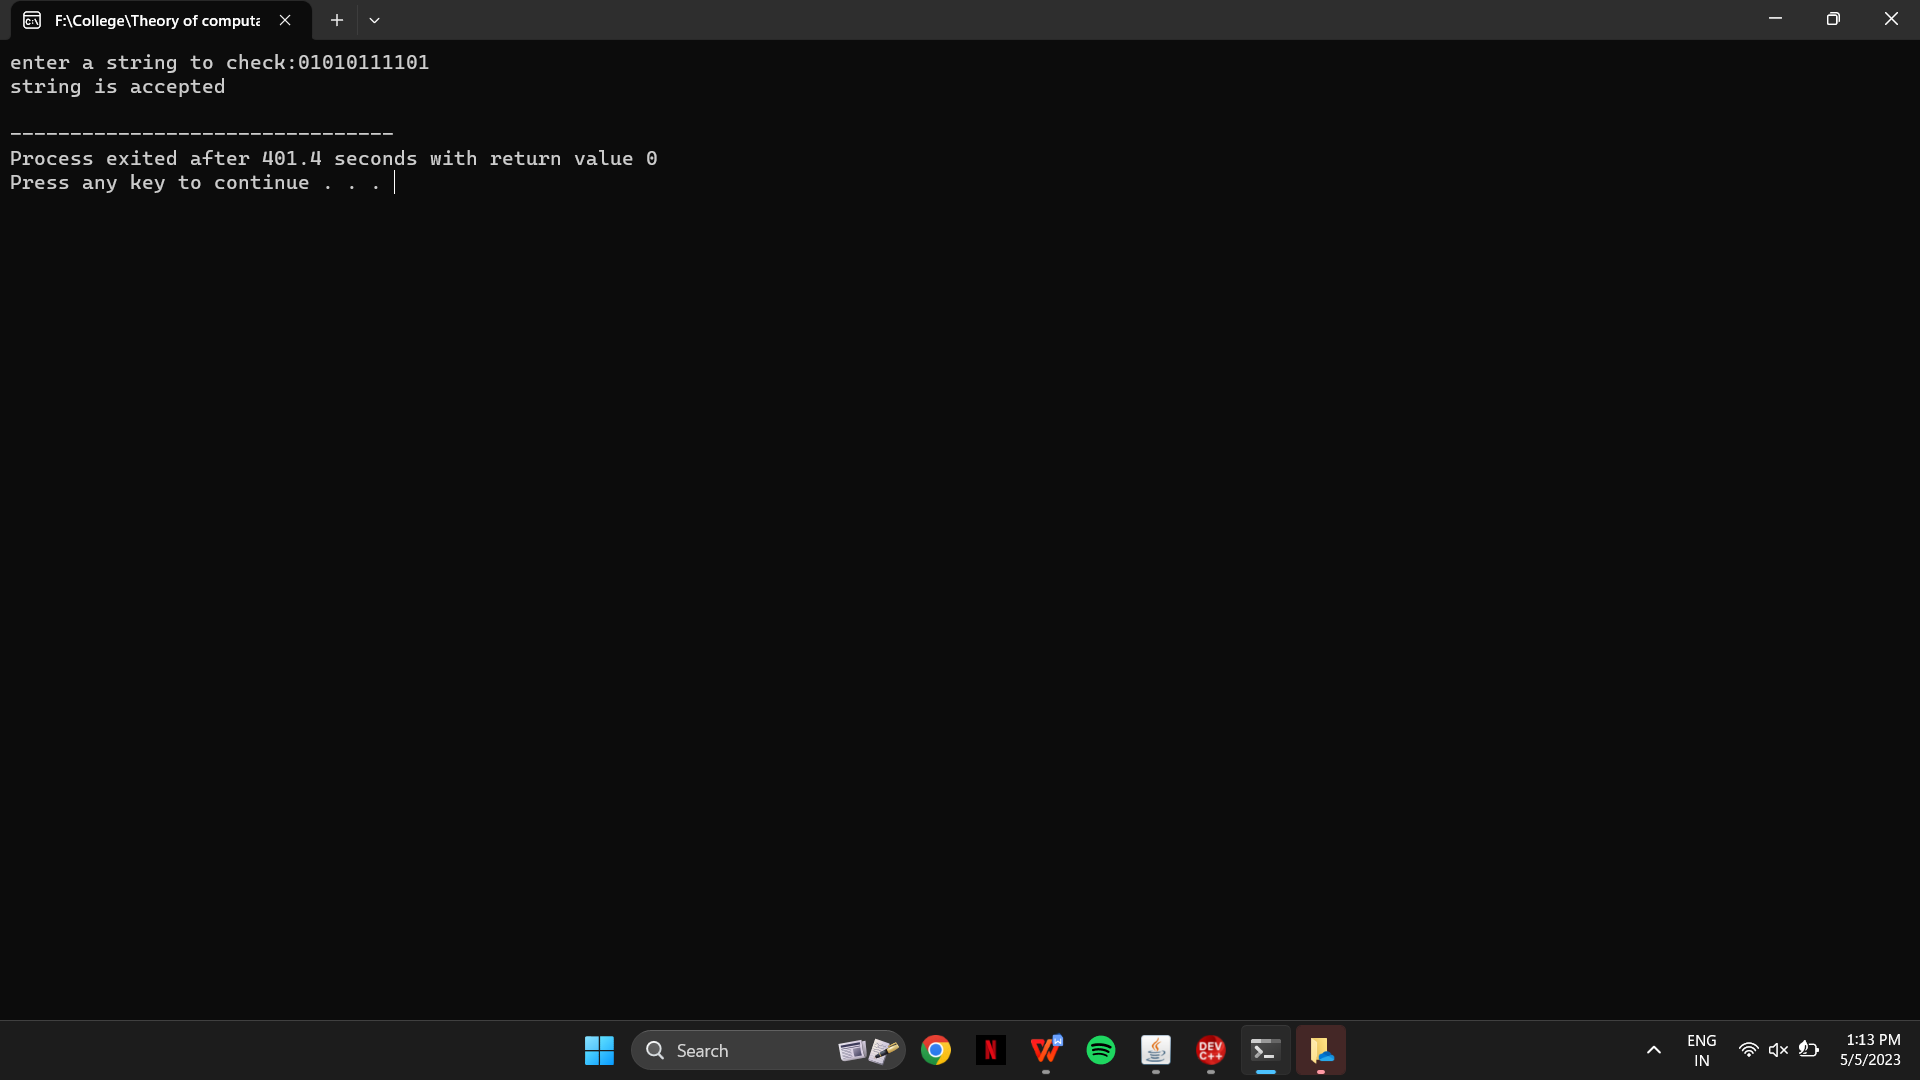 F:\College\Theory of computa
enter a string to check:01010111101
string is accepted
--------------------------------
Process exited after 401.4 seconds with return value 0
Press any key to continue . . .
Search
DEV
C++
ENG
IN
1:13 PM
5/5/2023